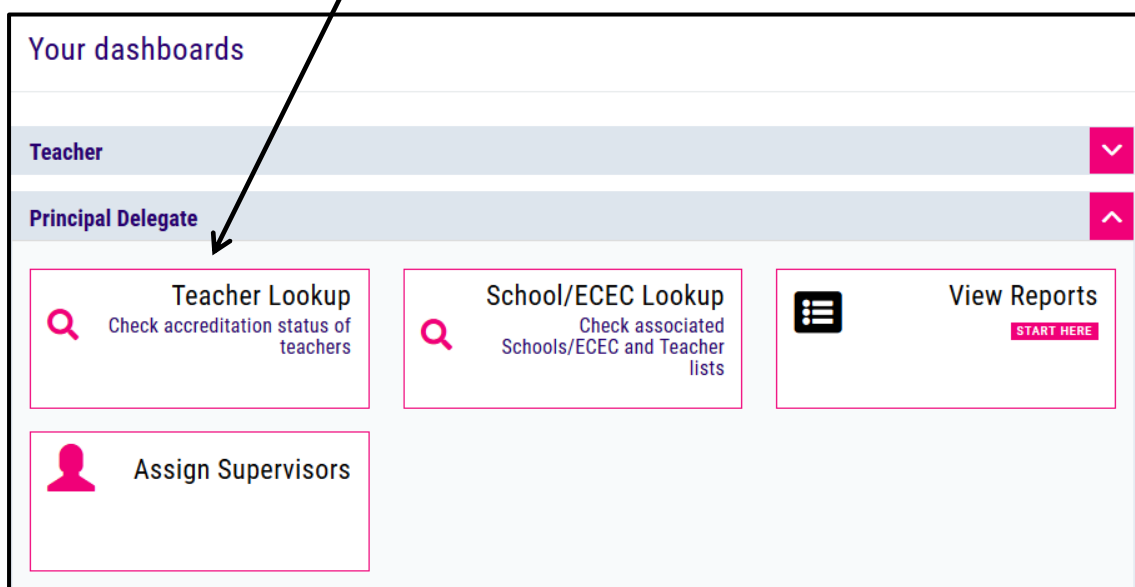 Your dashboards
Teacher
Principal Delegate
Teacher Lookup
Check accreditation status of
teachers
School/ECEC Lookup
Check associated
Schools/ECEC and Teacher
lists
View Reports
START HERE
Assign Supervisors